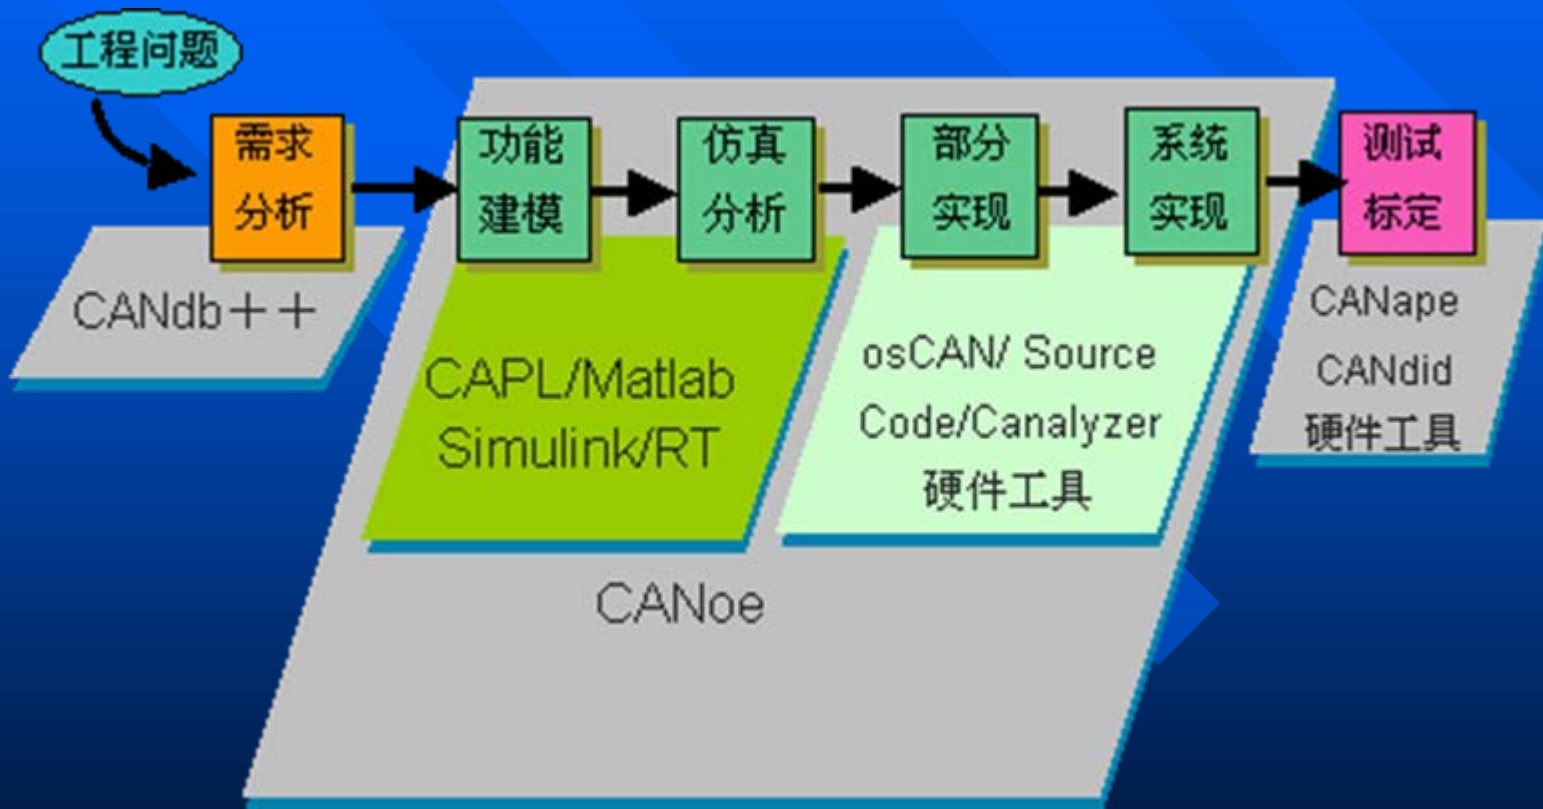 工程问题
需求
分析
功能
建模
仿真
分析
部分
实现
系统
实现
测试
标定
CANdb++
CAPL/Matlab
Simulink/RT
osCAN/ Source
Code/Canalyzer
硬件工具
CANape
CANdid
硬件工具
CANoe